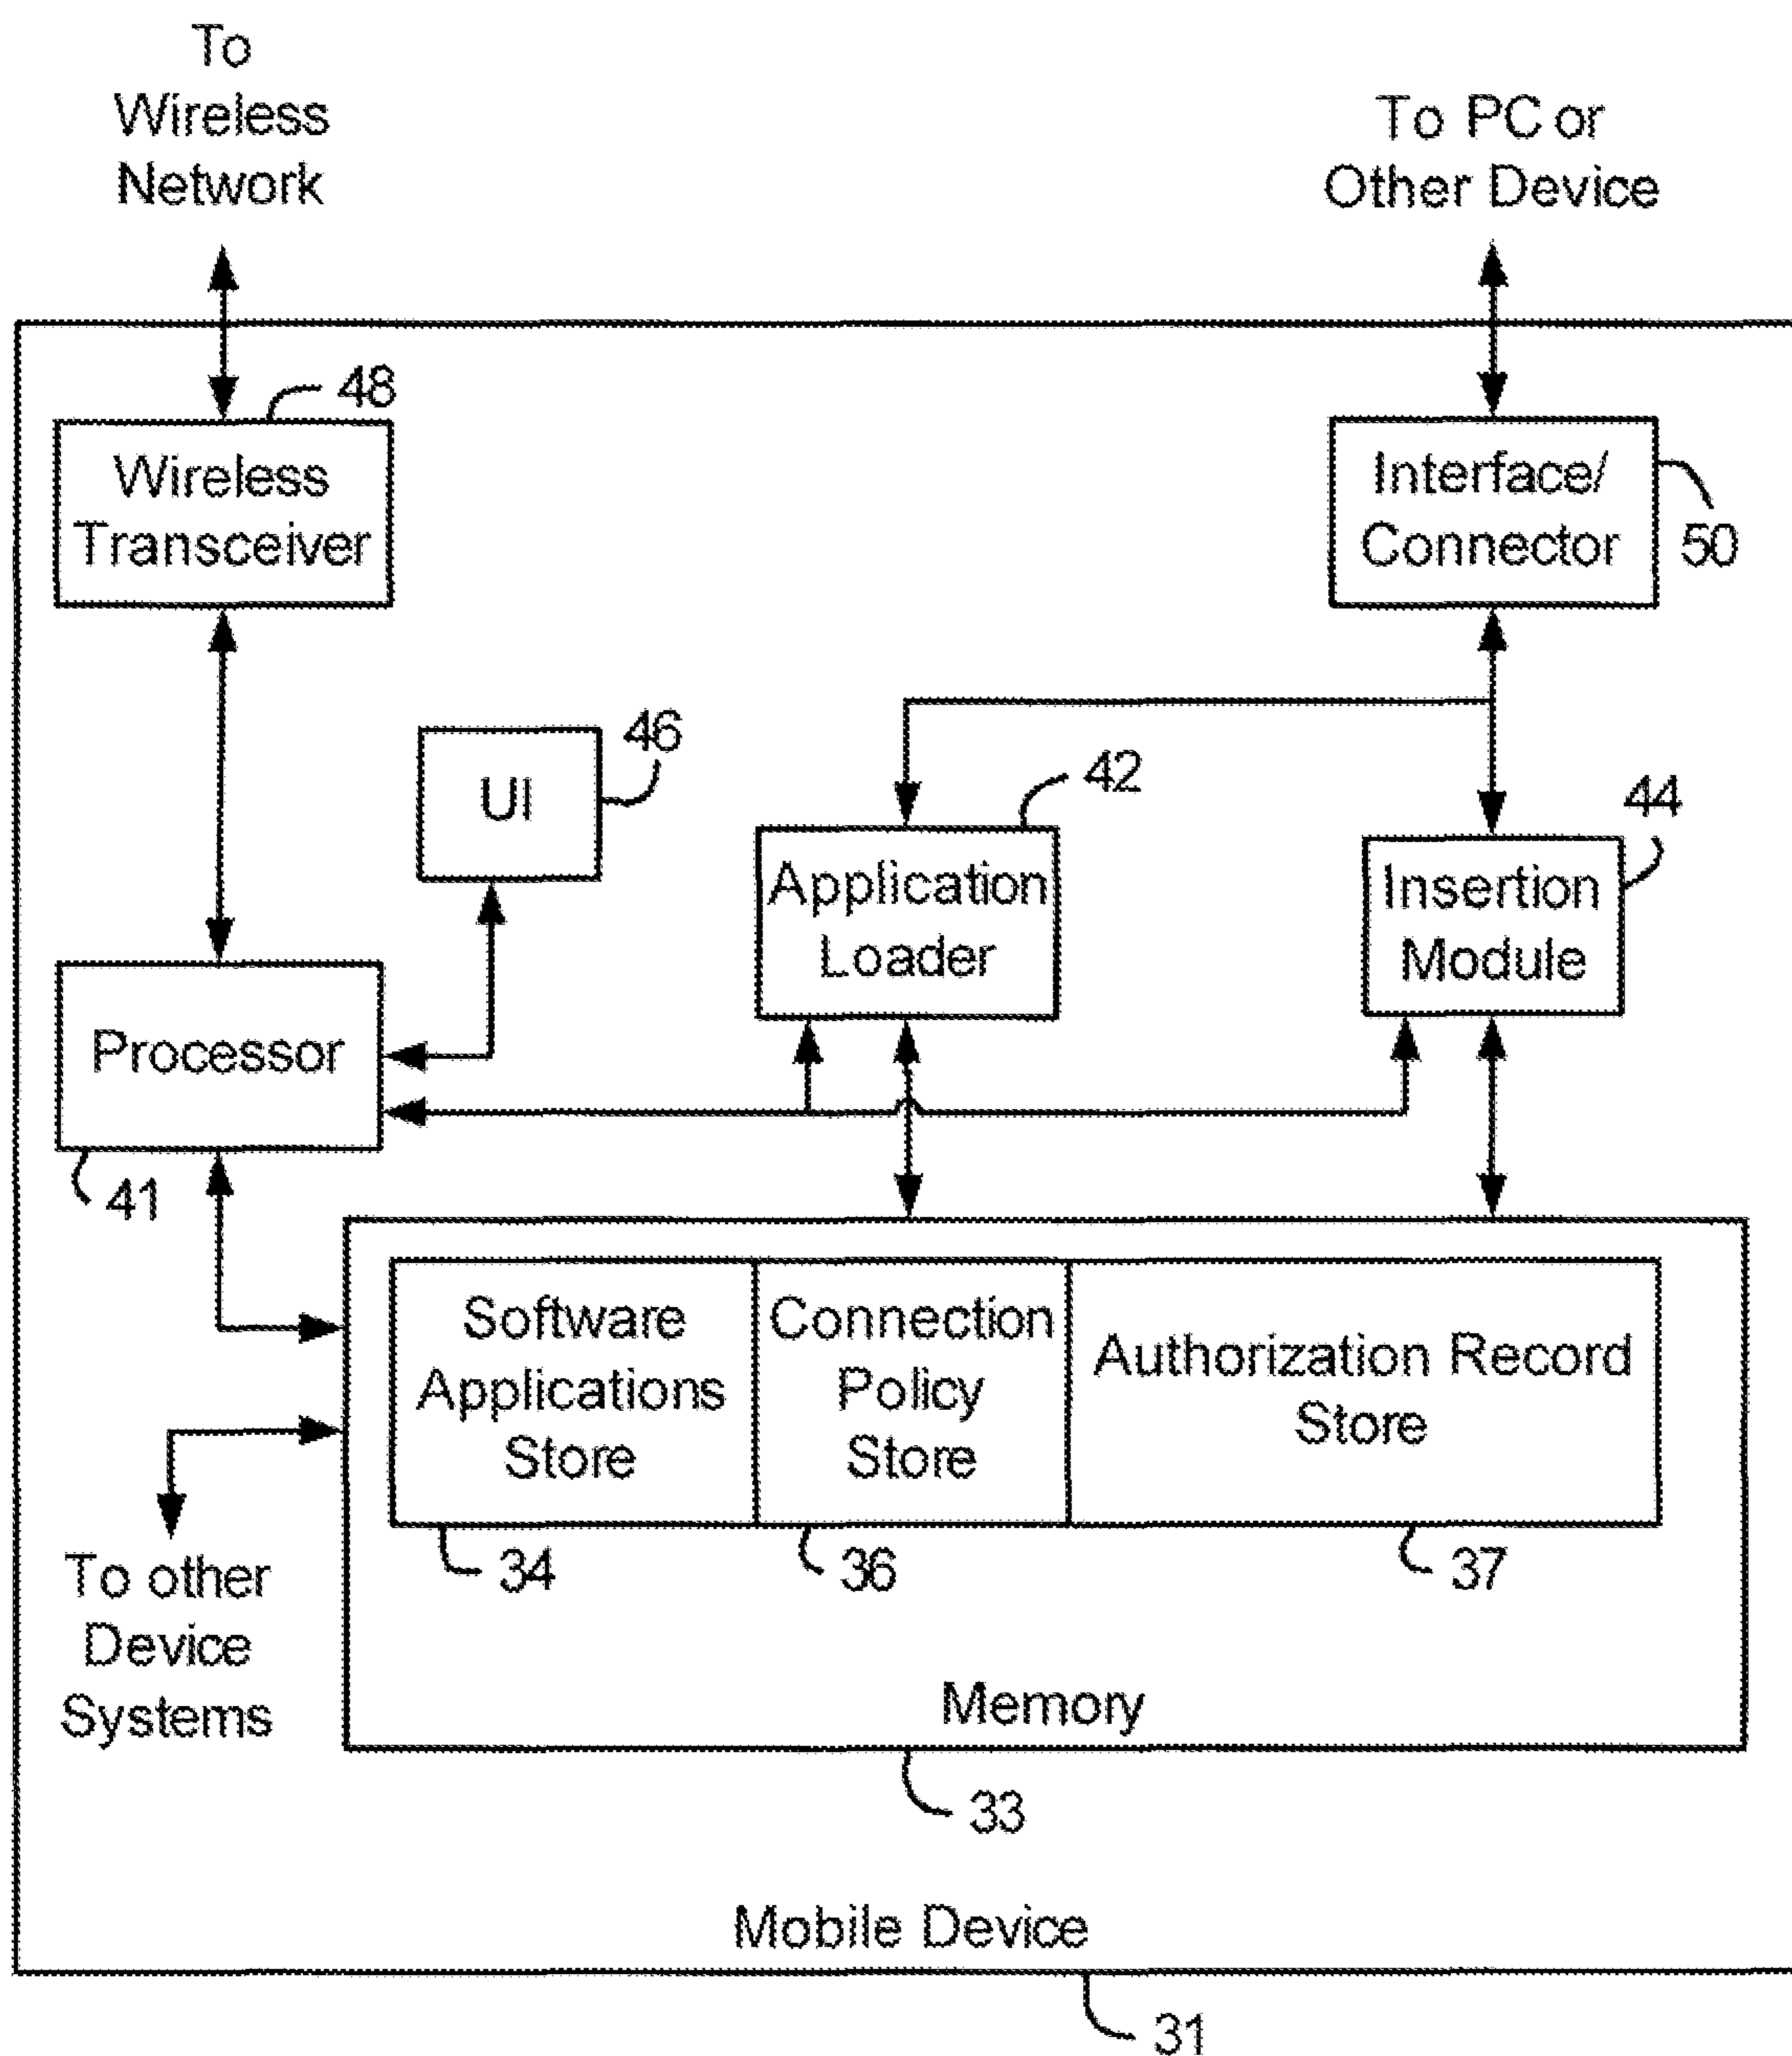 To
Wireless
Network
To PC or
Other Device
48
Wireless
Transceiver
Interface/
Connector
50
46
UI
42
44
Application
Loader
Insertion
Module
Processor
41
Software
Applications
Store
Connection
Policy
Store
Authorization Record
Store
34
36
37
To other
Device
Systems
Memory
33
Mobile Device
31